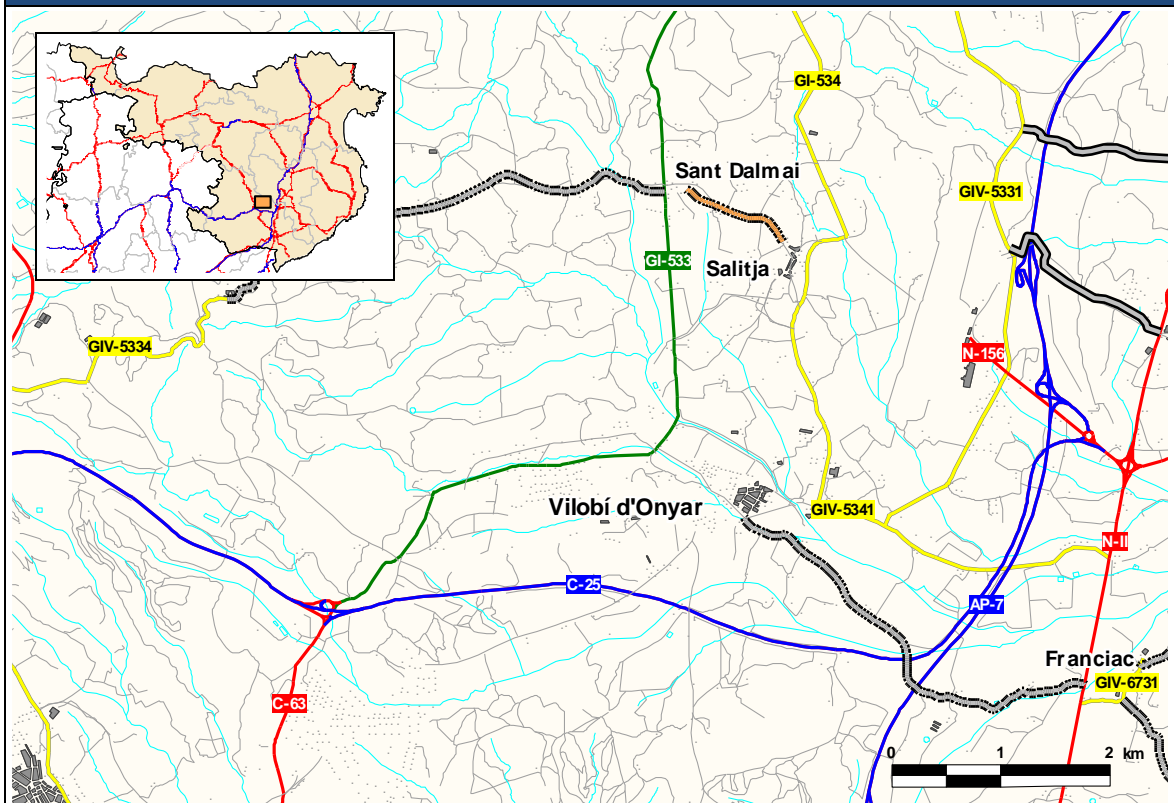 GI-534
Sant Dalmai
GIV-5331
GI-533
Salitja
GIV-5334
N-156
Vilobí d'Onyar
GIV-5341
N-II
C-25
AP-7
Franciac
GIV-6731
C-63
0 1 2 km